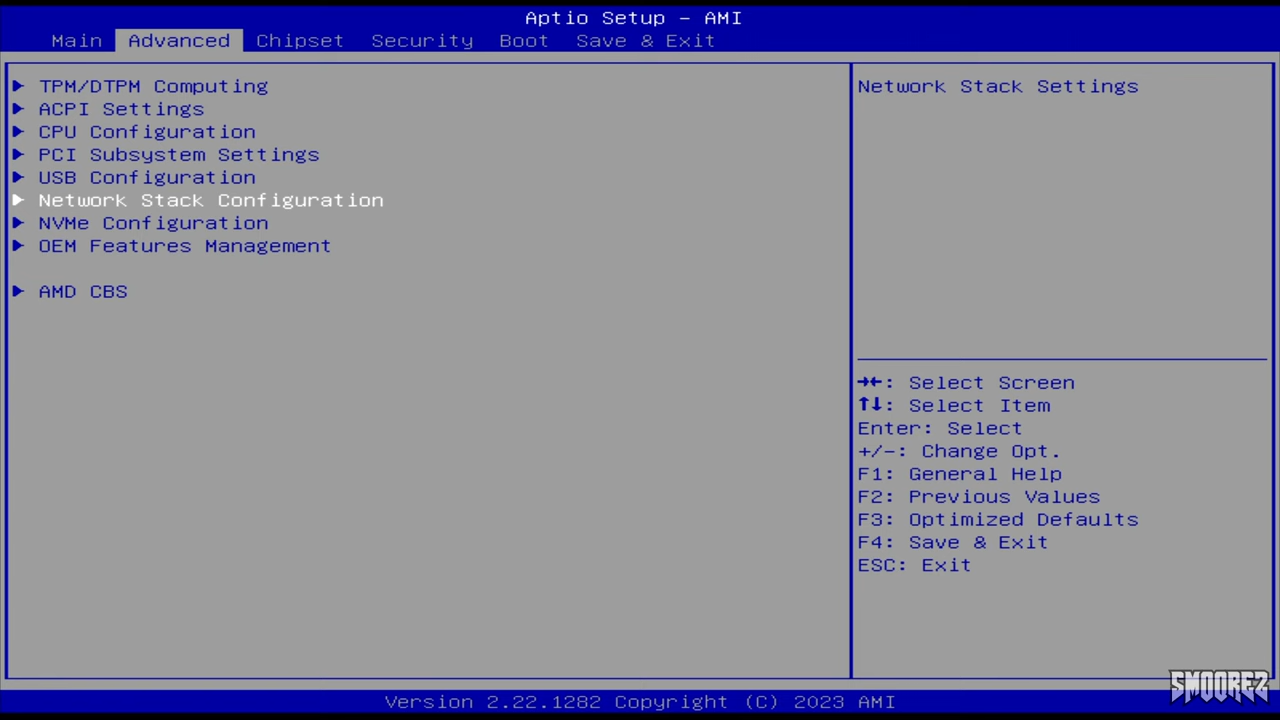 Aptio Setup – AMI
Main Advanced Chipset Security Boot Save & Exit
TPM/DTPM Computing
ACPI Settings
CPU Configuration
PCI Subsystem Settings
USB Configuration
Network Stack Configuration
NVMe Configuration
OEM Features Management
AMD CBS
Network Stack Settings
→←: Select Screen
↑↓: Select Item
Enter: Select
+/-: Change Opt.
F1: General Help
F2: Previous Values
F3: Optimized Defaults
F4: Save & Exit
ESC: Exit
Version 2.22.1282 Copyright (C) 2023 AMI
SMOOREZ